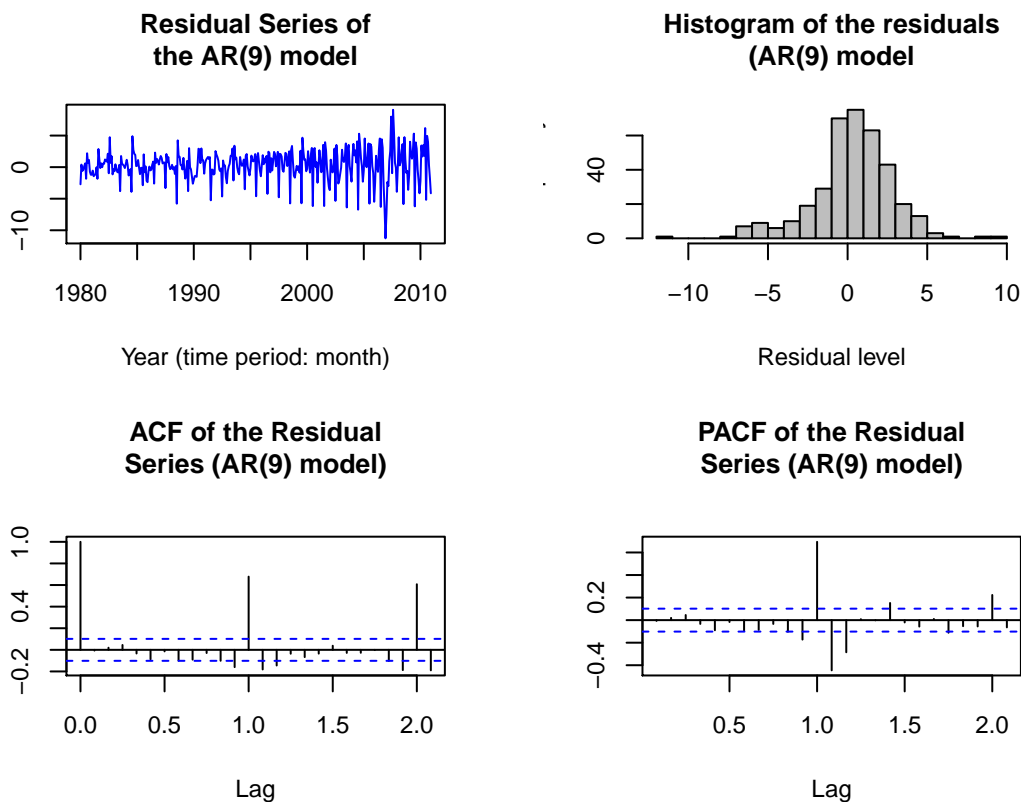 Residual Series of
the AR(9) model
0
−10
1980 1990 2000 2010
Year (time period: month)
Histogram of the residuals
(AR(9) model
40
0
−10 −5 0 5 10
Residual level
ACF of the Residual
Series (AR(9) model)
1.0
0.4
−0.2
0.0 0.5 1.0 1.5 2.0
Lag
PACF of the Residual
Series (AR(9) model)
0.2
−0.4
0.5 1.0 1.5 2.0
Lag